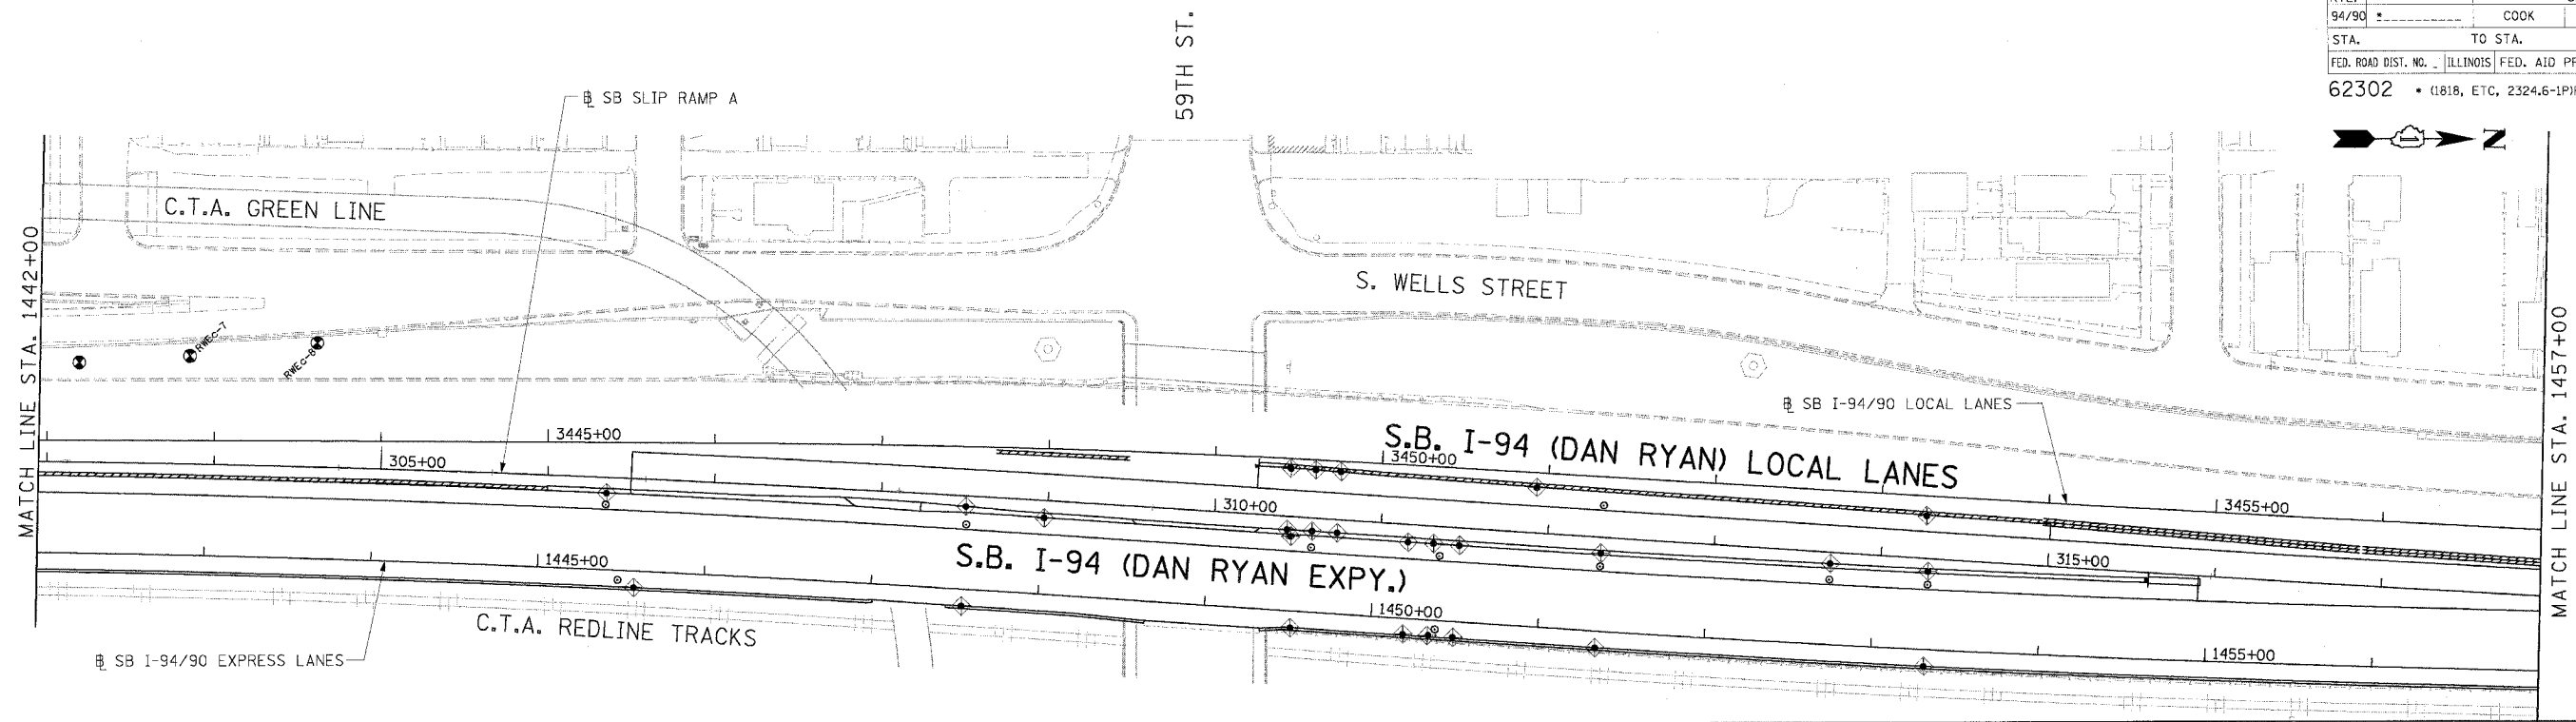 94/90 * COOK
STA. TO STA.
FED. ROAD DIST. NO. ILLINOIS FED. AID
62302 * (1818, ETC, 2324.6-1P)
N
59TH ST.
℄ SB SLIP RAMP A
C.T.A. GREEN LINE
S. WELLS STREET
MATCH LINE STA. 1442+00
MATCH LINE STA. 1457+00
RWEC-7
RWEC-8
℄ SB I-94/90 LOCAL LANES
3445+00
S.B. I-94 (DAN RYAN) LOCAL LANES
3450+00
305+00
310+00
3455+00
1445+00
S.B. I-94 (DAN RYAN EXPY.)
315+00
1450+00
C.T.A. REDLINE TRACKS
℄ SB I-94/90 EXPRESS LANES
1455+00